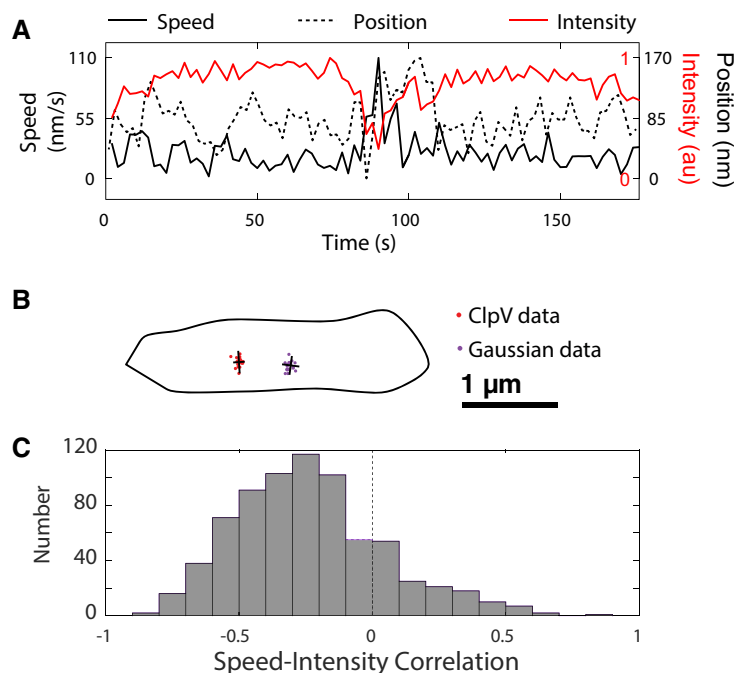 A
Speed Position Intensity
110 1 170
55 85
0 0 0
Speed
(nm/s)
Intensity (au)
Position (nm)
0 50 100 150
Time (s)
B
ClpV data
Gaussian data
1 µm
C
120
80
40
0
Number
-1 -0.5 0 0.5 1
Speed-Intensity Correlation